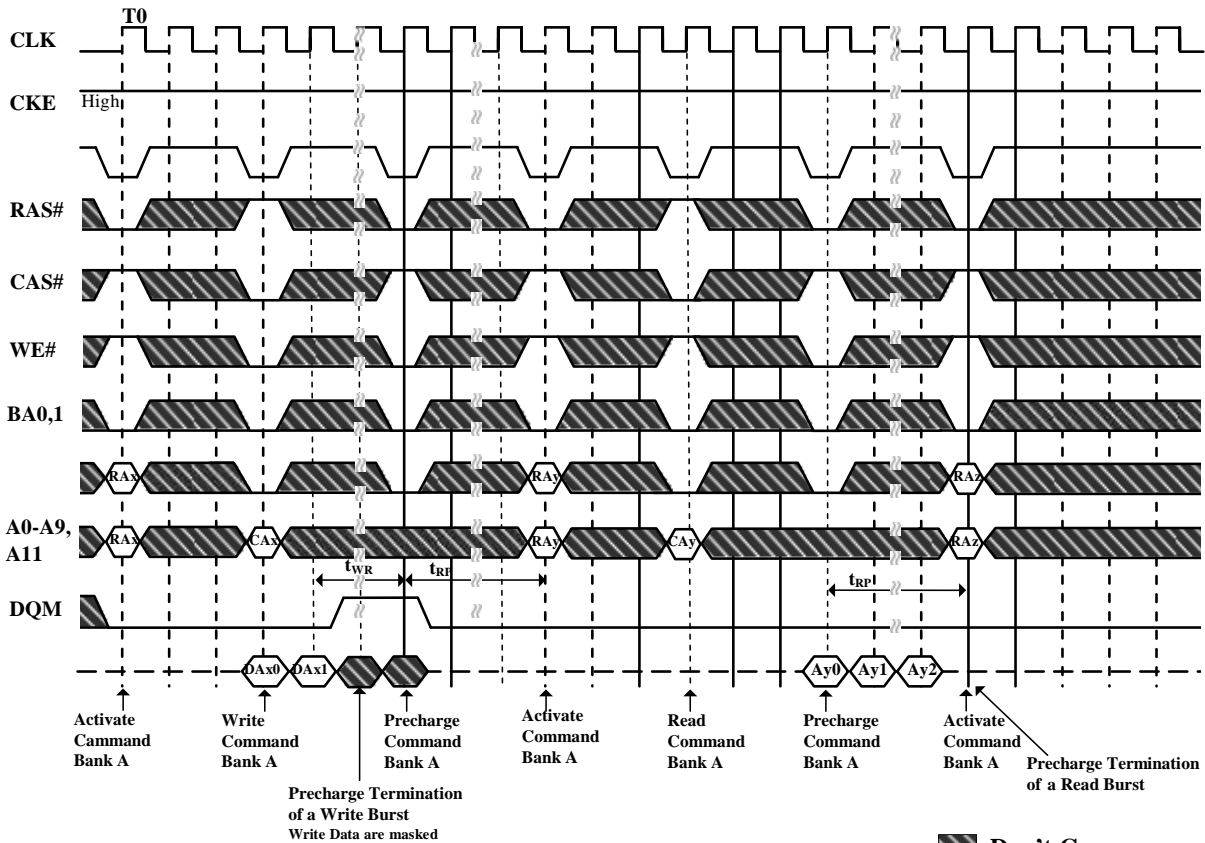 T0
CLK
CKE High
RAS#
CAS#
WE#
BA0,1
RAx RAy RAz
A0-A9,
A11
RAx CAx RAy CAy RAz
tWR tRP tRP
DQM
DAx0 DAx1 Ay0 Ay1 Ay2
Activate
Cammand
Bank A
Write
Command
Bank A
Precharge
Command
Bank A
Activate
Command
Bank A
Read
Command
Bank A
Precharge
Command
Bank A
Activate
Command
Bank A
Precharge Termination
of a Read Burst
Precharge Termination
of a Write Burst
Write Data are masked